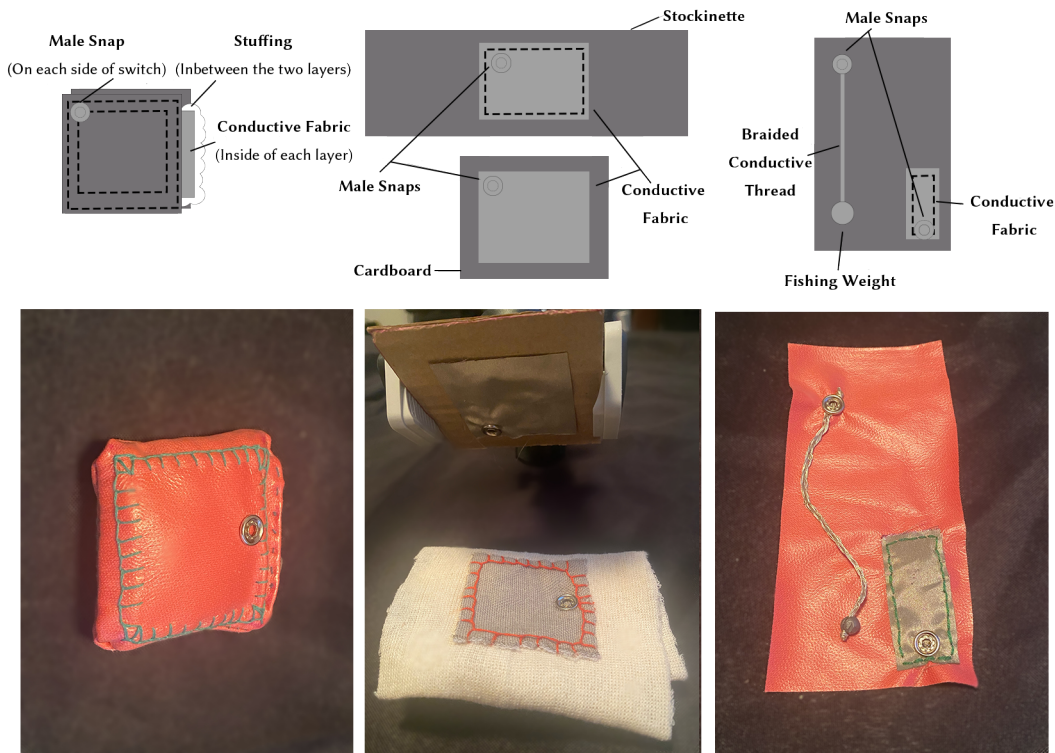 Male Snap
(On each side of switch)
Stuffing
(Inbetween the two layers)
Conductive Fabric
(Inside of each layer)
Stockinette
Male Snaps
Conductive
Fabric
Cardboard
Male Snaps
Braided
Conductive
Thread
Conductive
Fabric
Fishing Weight